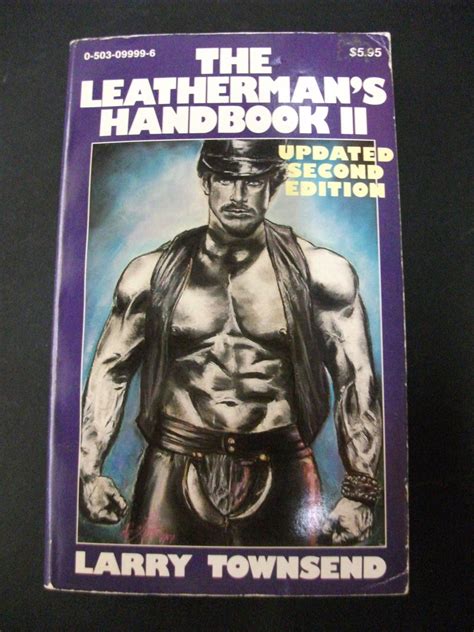 0-503-09999-6
$5.95
THE
LEATHERMAN'S
HANDBOOK II
UPDATED
SECOND
EDITION
LARRY TOWNSEND